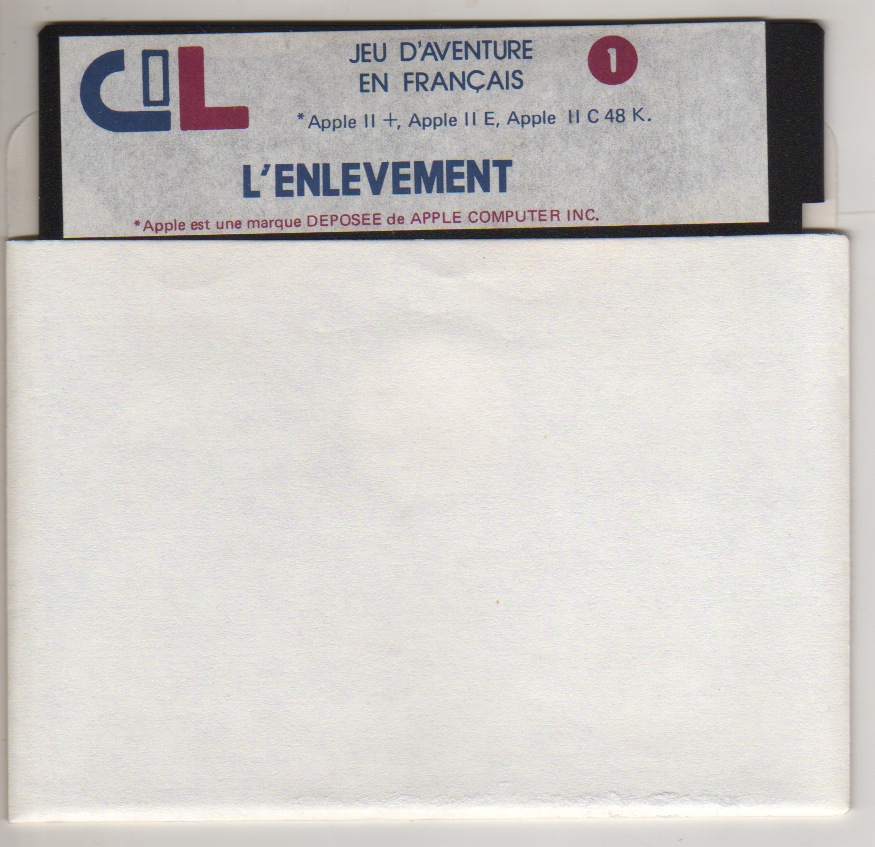 CIL
JEU D'AVENTURE
EN FRANÇAIS
1
*Apple II +, Apple II E, Apple II C 48 K.
L'ENLEVEMENT
*Apple est une marque DEPOSEE de APPLE COMPUTER INC.